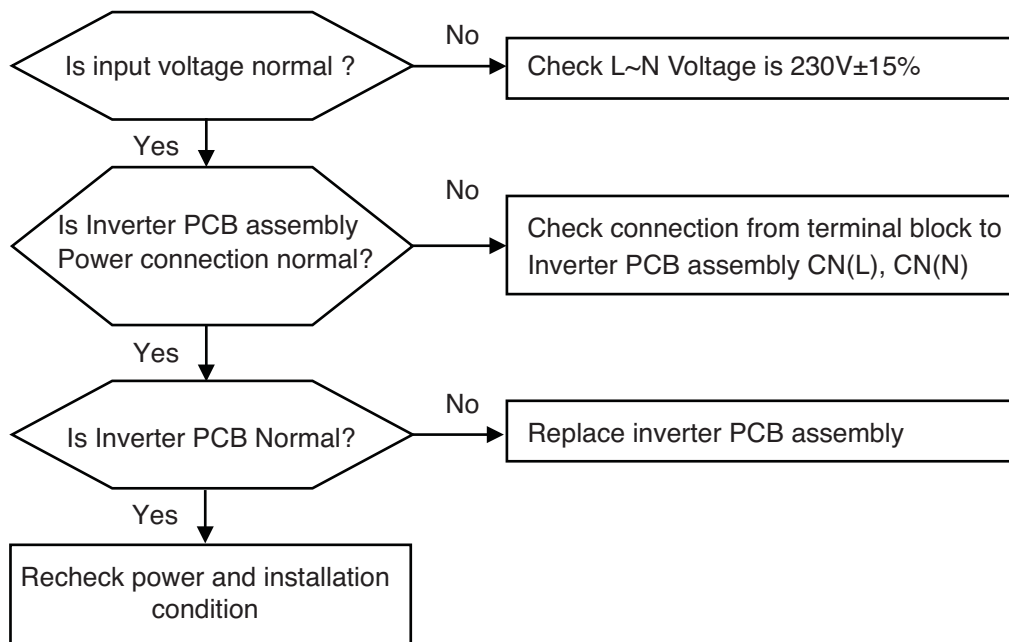 Is input voltage normal ?
No
Check L~N Voltage is 230V±15%
Yes
Is Inverter PCB assembly
Power connection normal?
No
Check connection from terminal block to
Inverter PCB assembly CN(L), CN(N)
Yes
Is Inverter PCB Normal?
No
Replace inverter PCB assembly
Yes
Recheck power and installation
condition